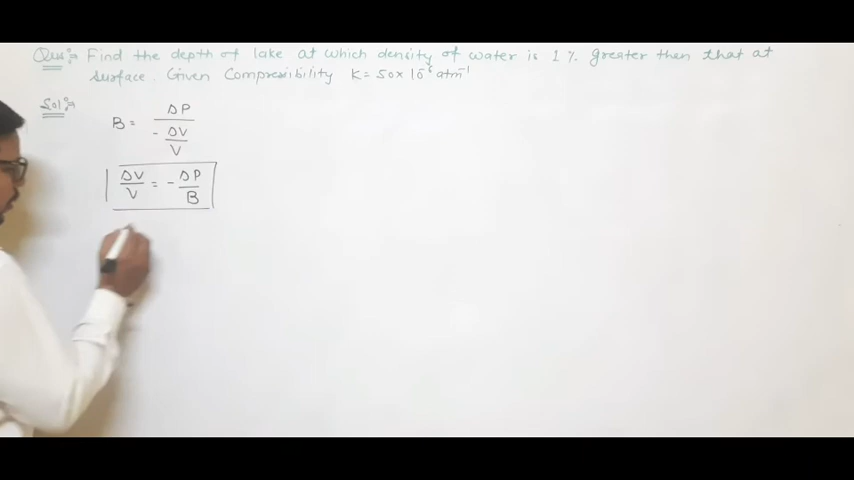 Que:⇒ Find the depth of lake at which density of water is 1 % greater then that at
surface. Given Compressibility K = 50 × 10⁻⁶ atm⁻¹
Sol:⇒
B = ΔP
- ΔV
V
ΔV/V = - ΔP/B